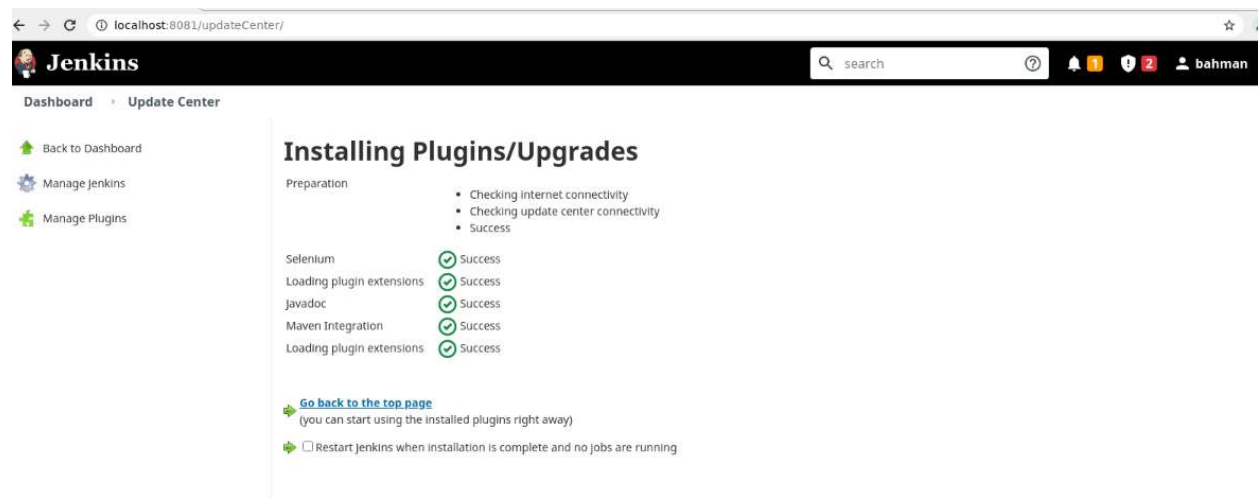 localhost:8081/updateCenter/
Jenkins
search
1
2
bahman
Dashboard
Update Center
Back to Dashboard
Manage Jenkins
Manage Plugins
Installing Plugins/Upgrades
Preparation
Checking internet connectivity
Checking update center connectivity
Success
Selenium Success
Loading plugin extensions Success
Javadoc Success
Maven Integration Success
Loading plugin extensions Success
Go back to the top page
(you can start using the installed plugins right away)
Restart Jenkins when installation is complete and no jobs are running